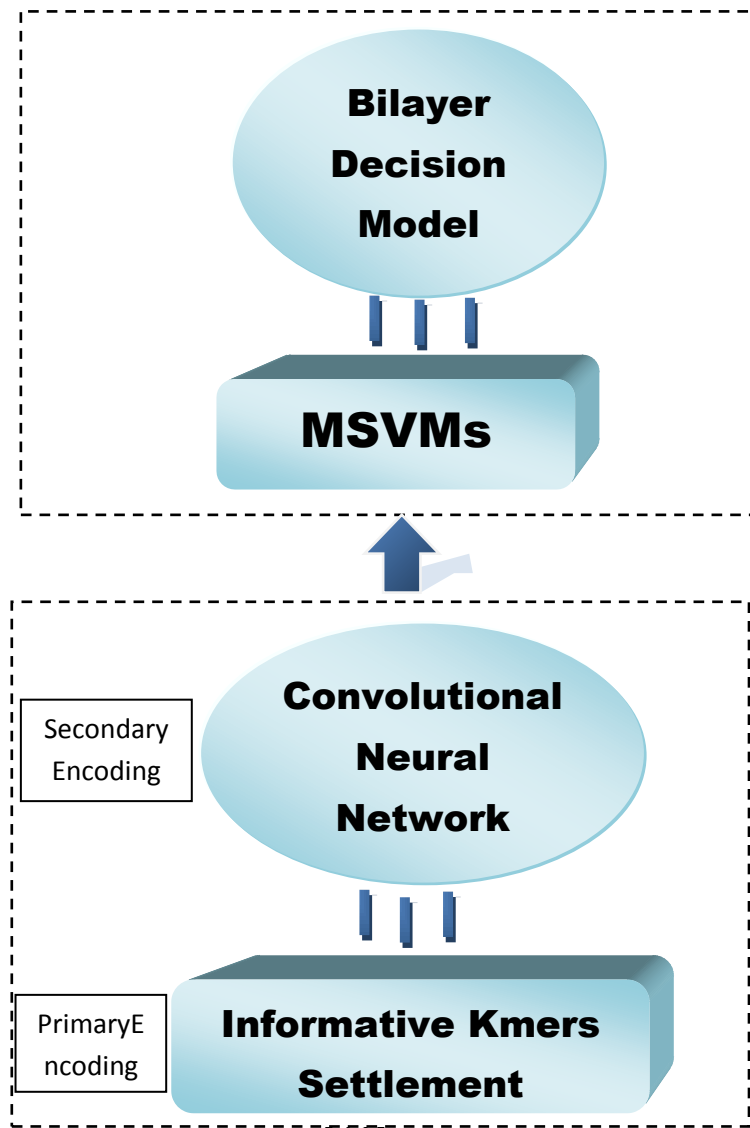 Bilayer
Decision
Model
MSVMs
Convolutional
Neural
Network
Secondary
Encoding
Informative Kmers
Settlement
PrimaryE
ncoding